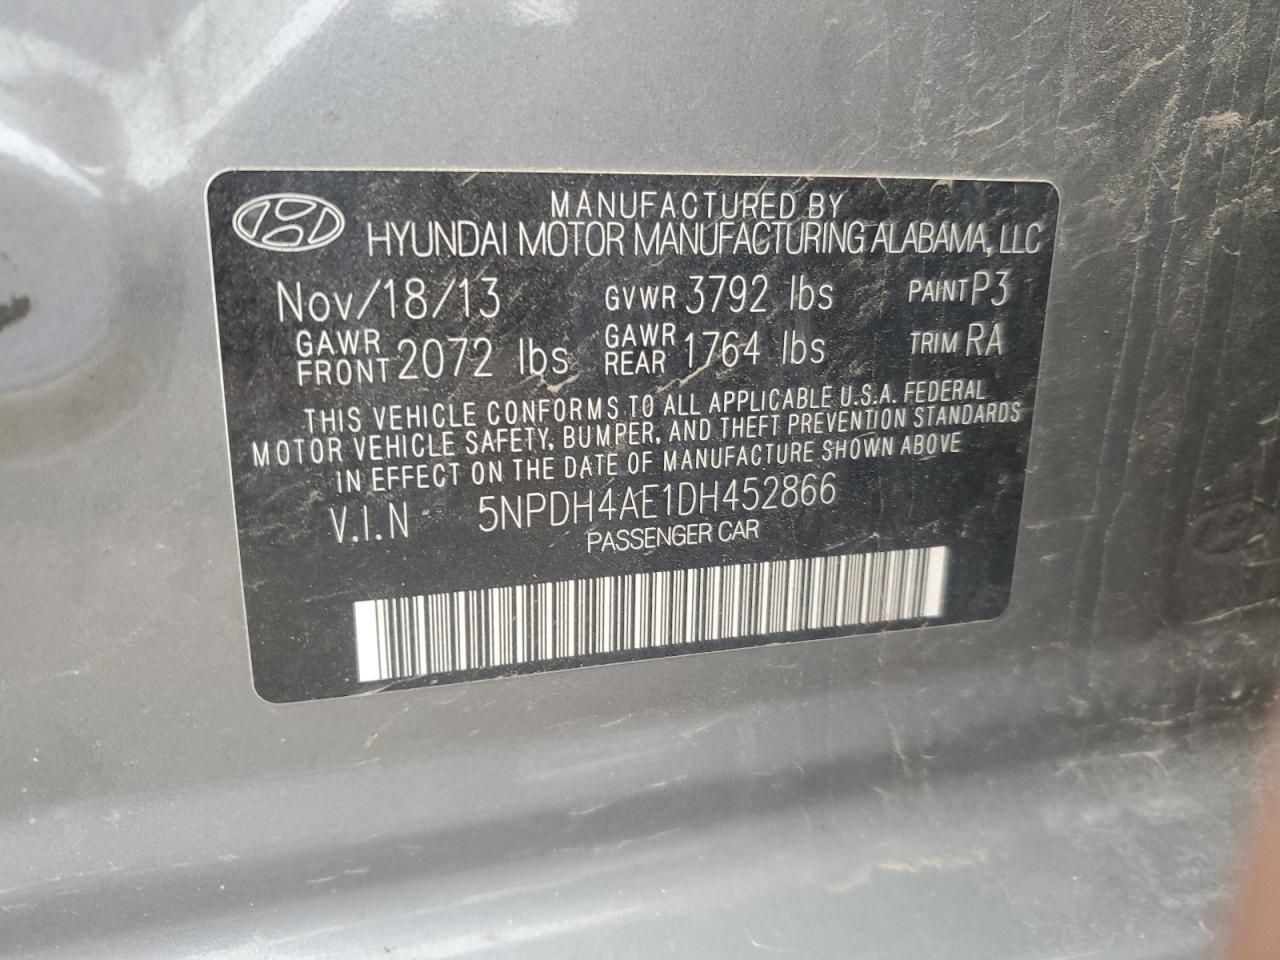 MANUFACTURED BY
HYUNDAI MOTOR MANUFACTURING ALABAMA, LLC
Nov/18/13 GVWR 3792 lbs PAINT P3
GAWR FRONT 2072 lbs GAWR REAR 1764 lbs TRIM RA
THIS VEHICLE CONFORMS TO ALL APPLICABLE U.S.A. FEDERAL
MOTOR VEHICLE SAFETY, BUMPER, AND THEFT PREVENTION STANDARDS
IN EFFECT ON THE DATE OF MANUFACTURE SHOWN ABOVE
V.I.N 5NPDH4AE1DH452866
PASSENGER CAR